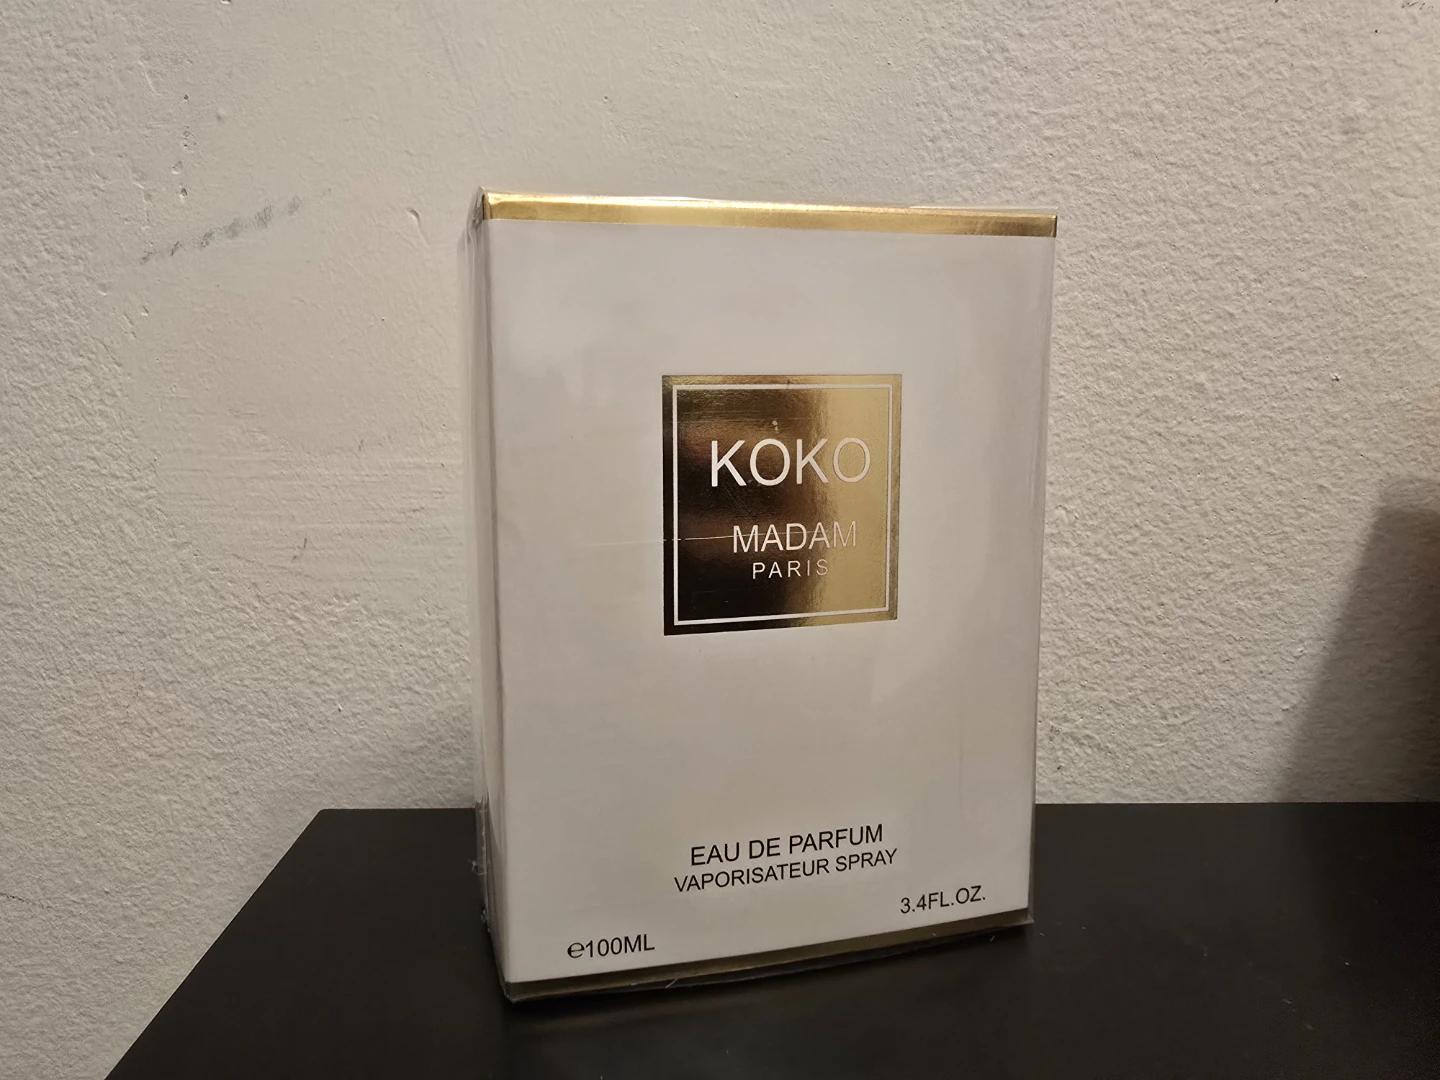 KOKO
MADAM
PARIS
EAU DE PARFUM
VAPORISATEUR SPRAY
3.4FL.OZ.
℮100ML